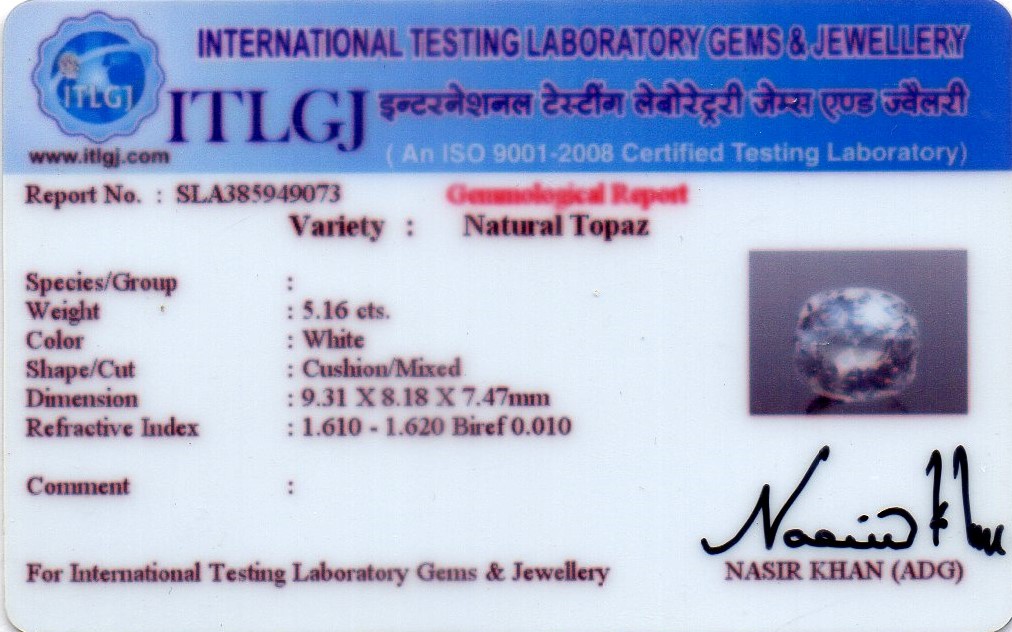 INTERNATIONAL TESTING LABORATORY GEMS & JEWELLERY
ITLGJ
ITLGJ इन्टरनेशनल टेस्टींग लेबोरेट्ररी जेम्स एण्ड ज्वैलरी
www.itlgj.com
( An ISO 9001-2008 Certified Testing Laboratory)
Report No. : SLA385949073
Gemmological Report
Variety : Natural Topaz
Species/Group :
Weight : 5.16 cts.
Color : White
Shape/Cut : Cushion/Mixed
Dimension : 9.31 X 8.18 X 7.47mm
Refractive Index : 1.610 - 1.620 Biref 0.010
Comment :
Nasir Khan
For International Testing Laboratory Gems & Jewellery
NASIR KHAN (ADG)